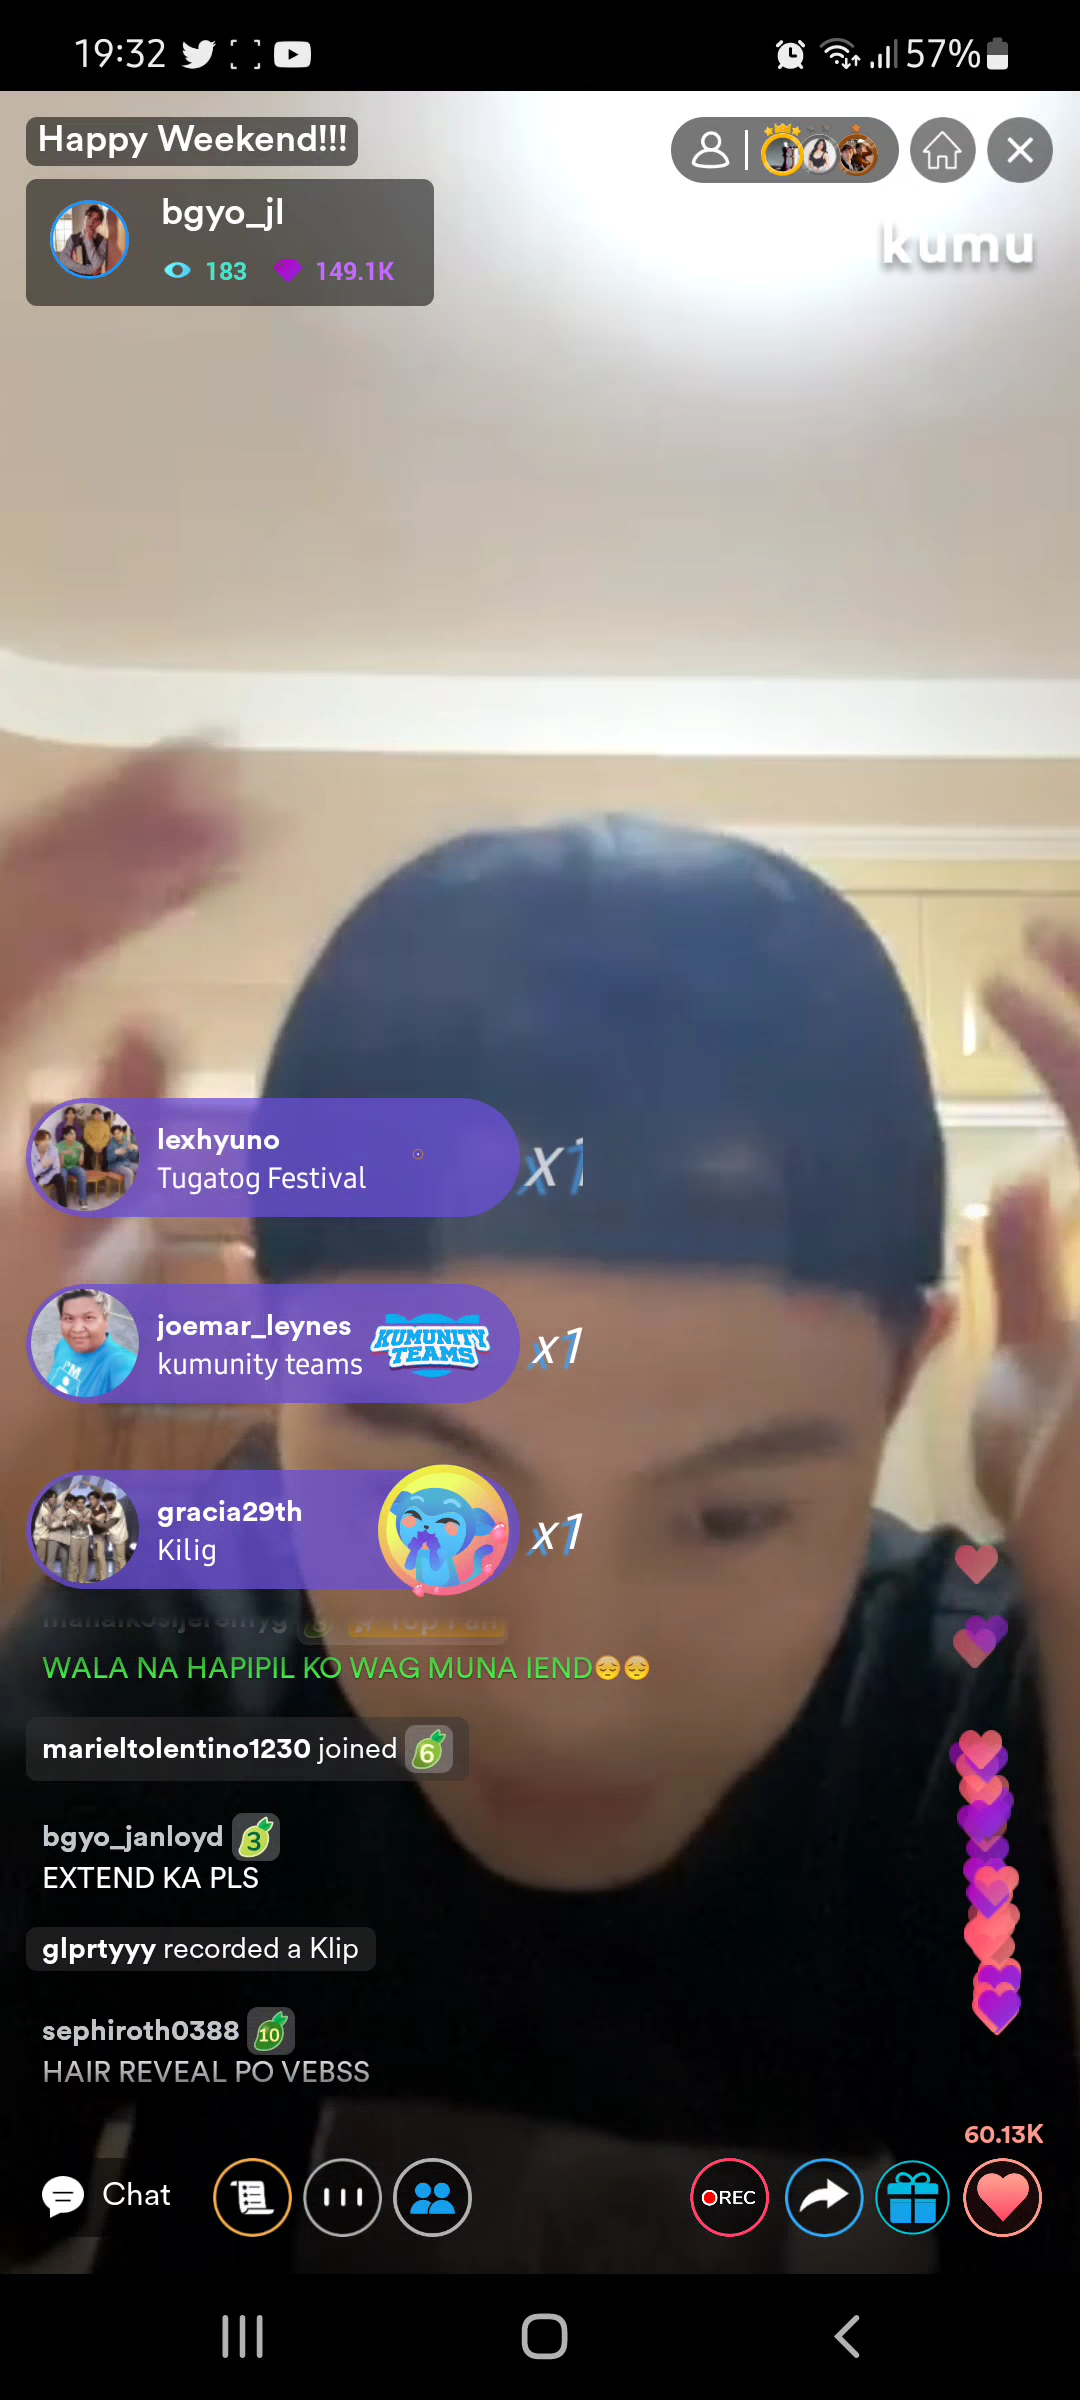 19:32
57%
Happy Weekend!!!
bgyo_jl
183 149.1K
kumu
lexhyuno
Tugatog Festival
x1
joemar_leynes
kumunity teams
KUMUNITY
TEAMS
x1
gracia29th
Kilig
x1
Top Fan
WALA NA HAPIPIL KO WAG MUNA IEND😔😔
marieltolentino1230 joined 6
bgyo_janloyd 3
EXTEND KA PLS
glprtyyy recorded a Klip
sephiroth0388 10
HAIR REVEAL PO VEBSS
60.13K
Chat
REC